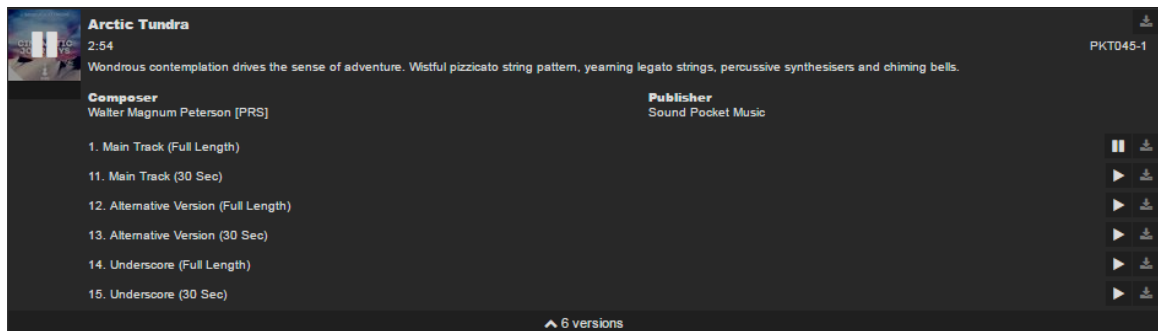 Arctic Tundra
2:54
PKT045-1
Wondrous contemplation drives the sense of adventure. Wistful pizzicato string pattern, yearning legato strings, percussive synthesisers and chiming bells.
Composer
Publisher
Walter Magnum Peterson [PRS]
Sound Pocket Music
1. Main Track (Full Length)
11. Main Track (30 Sec)
12. Alternative Version (Full Length)
13. Alternative Version (30 Sec)
14. Underscore (Full Length)
15. Underscore (30 Sec)
6 versions